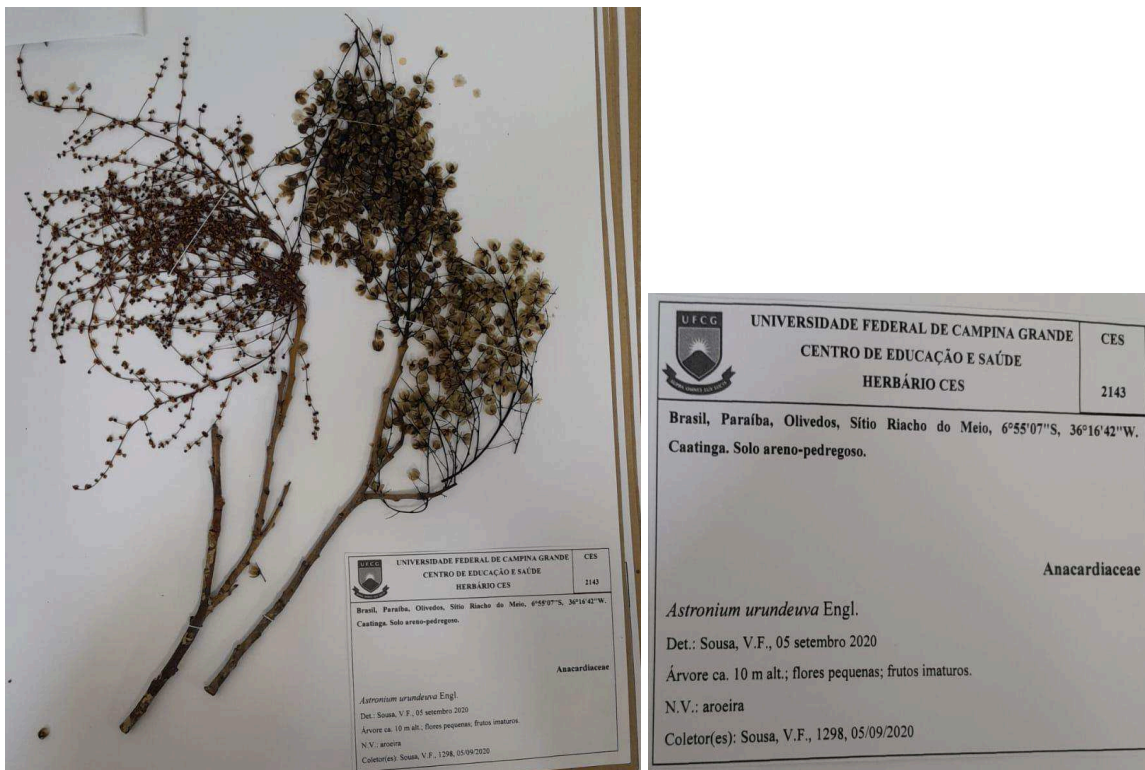 UFCG
UNIVERSIDADE FEDERAL DE CAMPINA GRANDE
CENTRO DE EDUCAÇÃO E SAÚDE
HERBÁRIO CES
CES
2143
Brasil, Paraíba, Olivedos, Sítio Riacho do Meio, 6°55'07"S, 36°16'42"W.
Caatinga. Solo areno-pedregoso.
Anacardiaceae
Astronium urundeuva Engl.
Det.: Sousa, V.F., 05 setembro 2020
Árvore ca. 10 m alt.; flores pequenas; frutos imaturos.
N.V.: aroeira
Coletor(es): Sousa, V.F., 1298, 05/09/2020
UFCG
UNIVERSIDADE FEDERAL DE CAMPINA GRANDE
CENTRO DE EDUCAÇÃO E SAÚDE
HERBÁRIO CES
CES
2143
Brasil, Paraíba, Olivedos, Sítio Riacho do Meio, 6°55'07"S, 36°16'42"W.
Caatinga. Solo areno-pedregoso.
Anacardiaceae
Astronium urundeuva Engl.
Det.: Sousa, V.F., 05 setembro 2020
Árvore ca. 10 m alt.; flores pequenas; frutos imaturos.
N.V.: aroeira
Coletor(es): Sousa, V.F., 1298, 05/09/2020